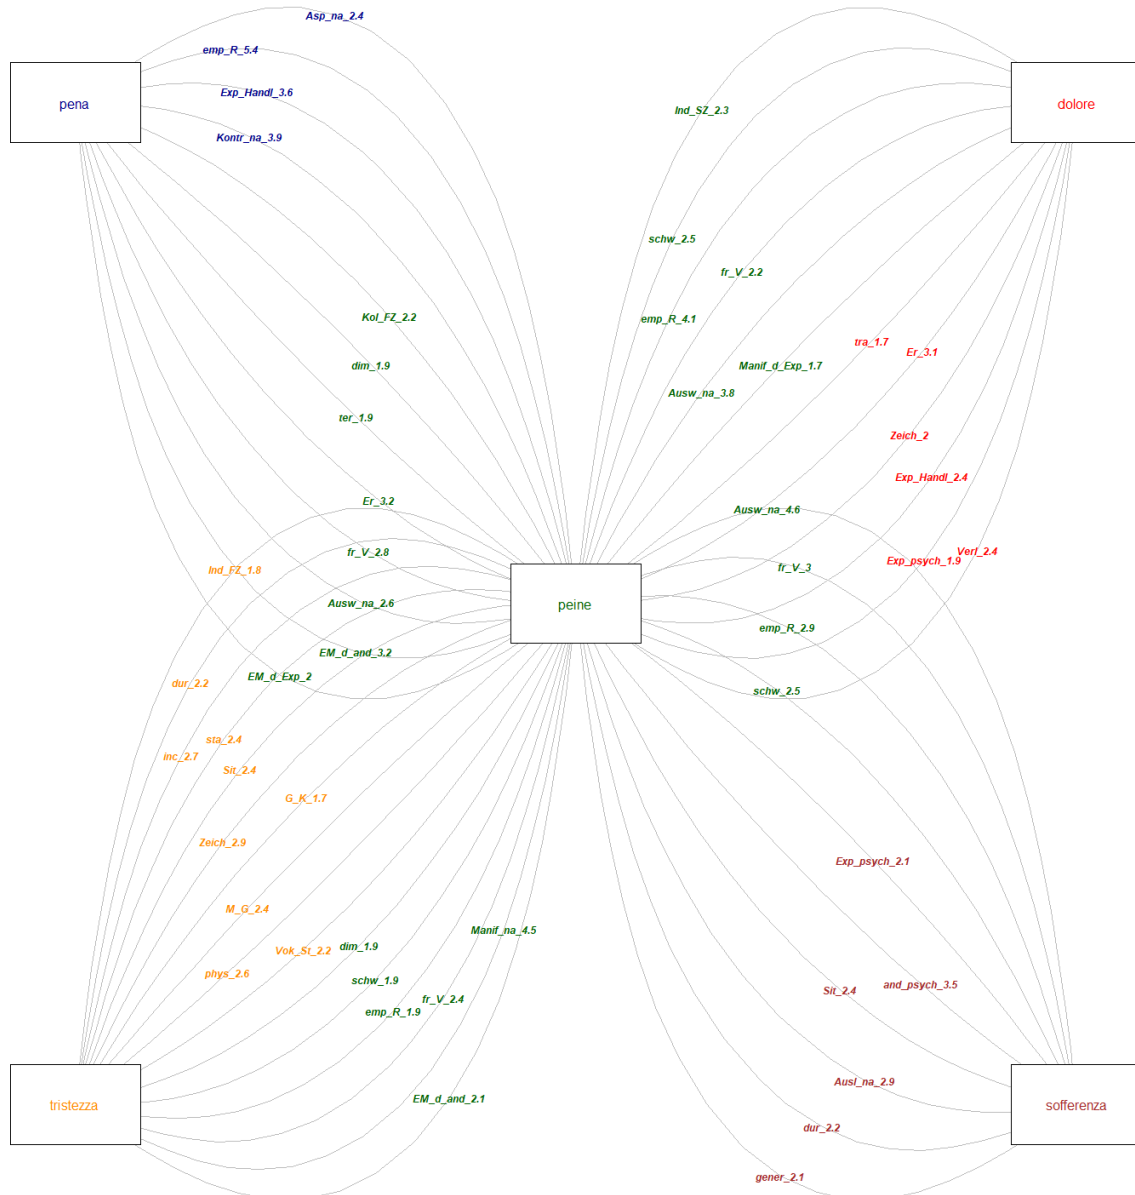 Asp_na_2.4
emp_R_5.4
Exp_Handl_3.6
pena
dolore
Ind_SZ_2.3
Kontr_na_3.9
schw_2.5
fr_V_2.2
Kol_FZ_2.2
emp_R_4.1
tra_1.7
Er_3.1
dim_1.9
Manif_d_Exp_1.7
Ausw_na_3.8
ter_1.9
Zeich_2
Exp_Handl_2.4
Er_3.2
Ausw_na_4.6
fr_V_2.8
Verl_2.4
Exp_psych_1.9
Ind_FZ_1.8
fr_V_3
Ausw_na_2.6
peine
emp_R_2.9
EM_d_and_3.2
EM_d_Exp_2
dur_2.2
schw_2.5
sta_2.4
inc_2.7
Sit_2.4
G_K_1.7
Zeich_2.9
Exp_psych_2.1
M_G_2.4
Manif_na_4.5
dim_1.9
Vok_St_2.2
phys_2.6
schw_1.9
and_psych_3.5
Sit_2.4
fr_V_2.4
emp_R_1.9
Ausl_na_2.9
EM_d_and_2.1
tristezza
sofferenza
dur_2.2
gener_2.1